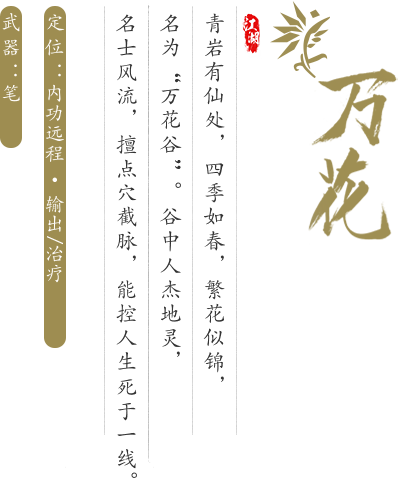 万花
江湖
青岩有仙处，四季如春，繁花似锦，
名为“万花谷”。谷中人杰地灵，
名士风流，擅点穴截脉，能控人生死于一线。
定位：内功远程·输出/治疗
武器：笔